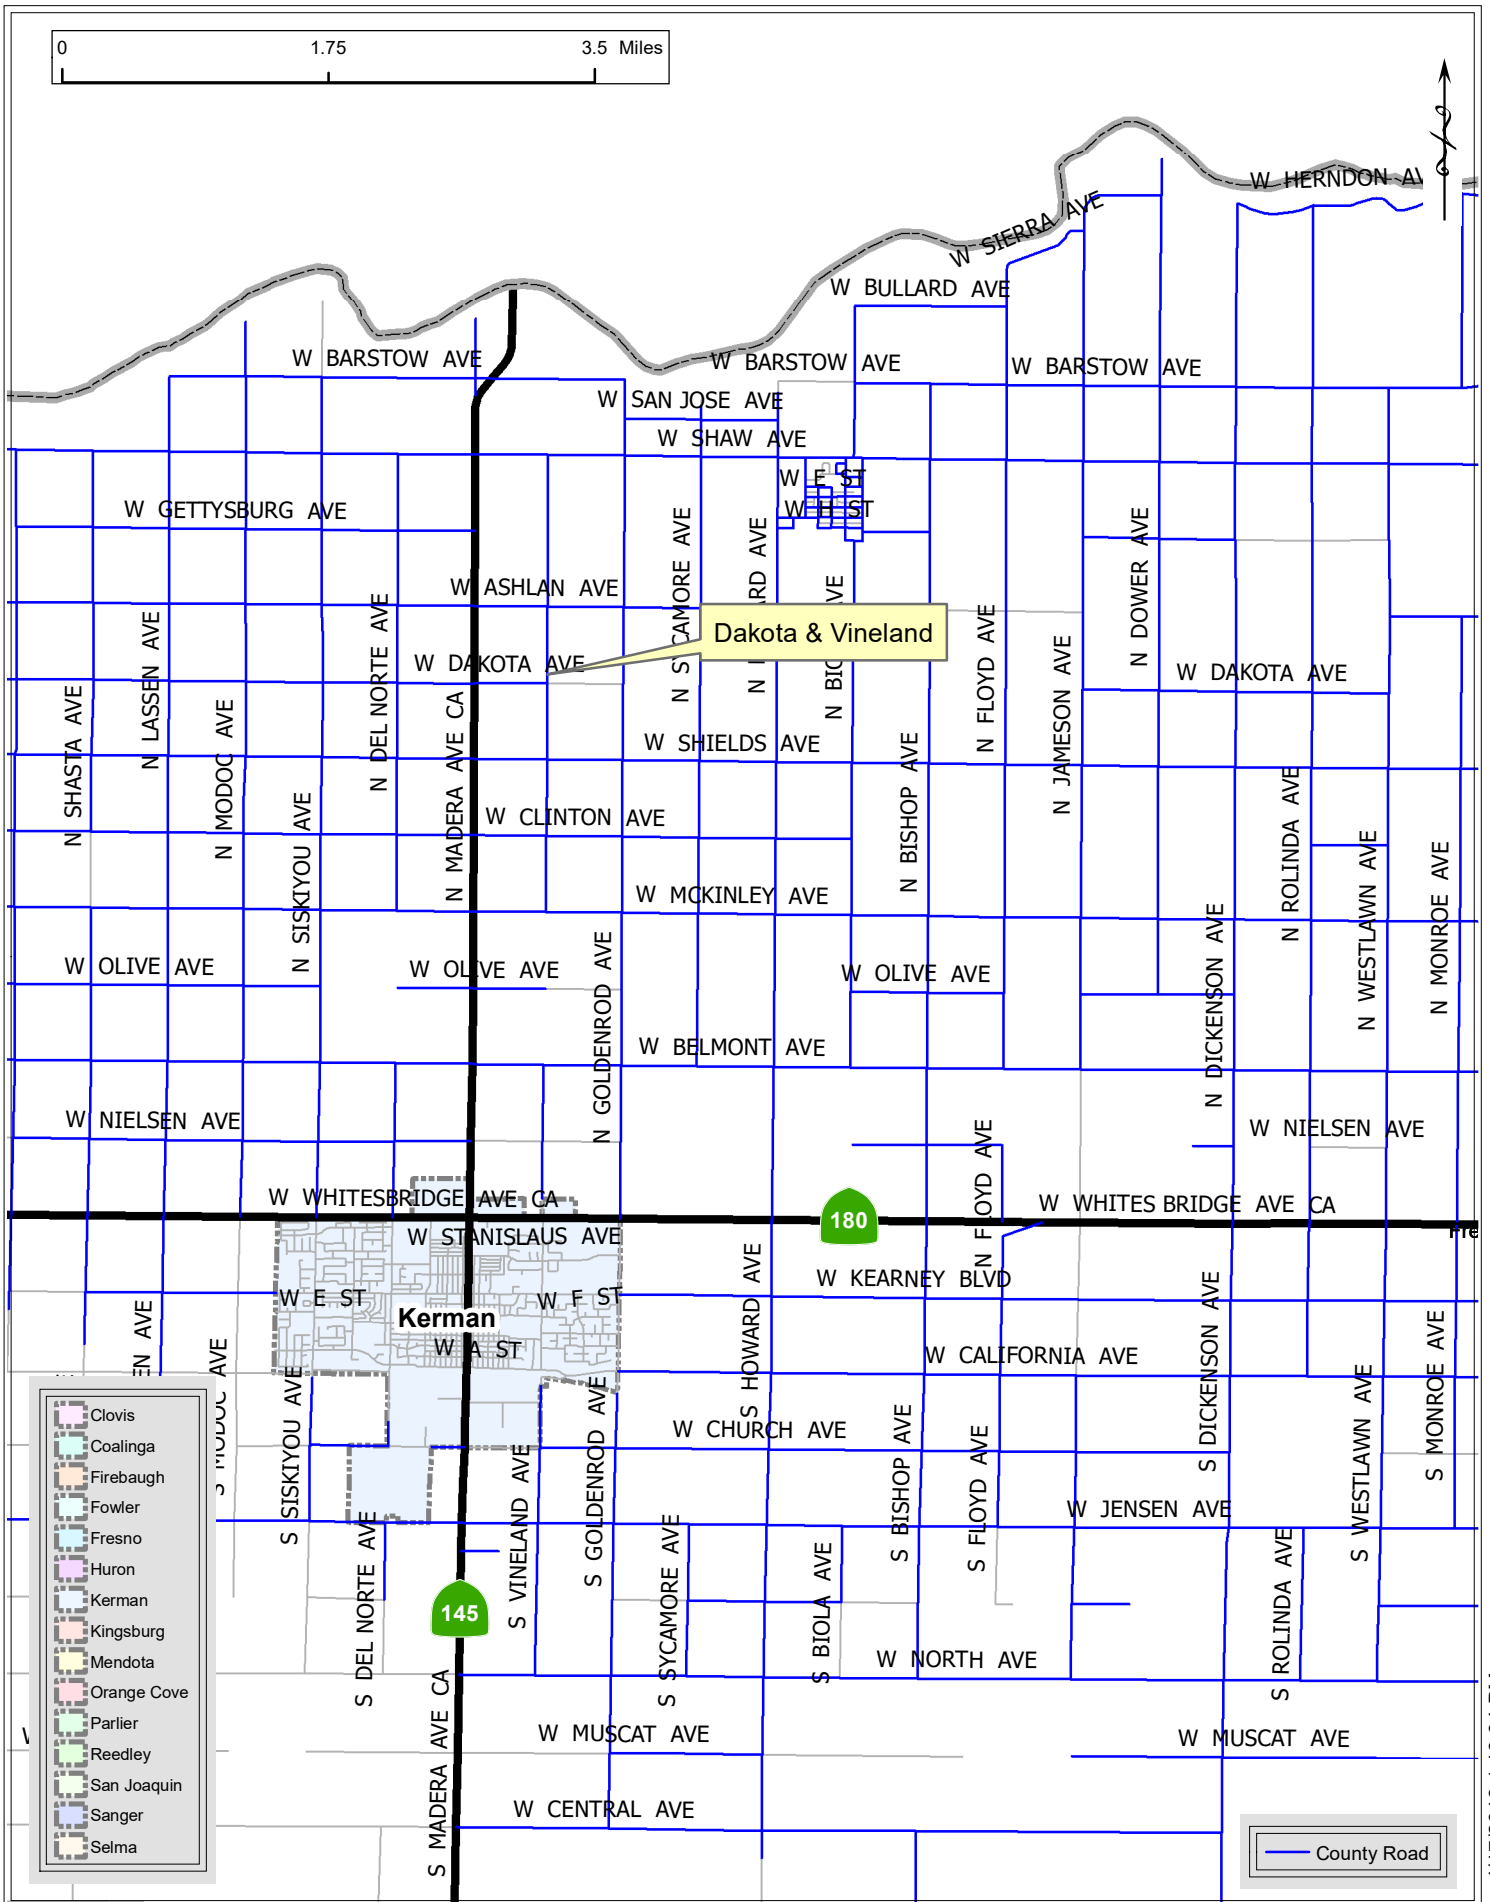 0 1.75 3.5 Miles
W HERNDON AV
W SIERRA AVE
W BULLARD AVE
W BARSTOW AVE
W BARSTOW AVE
W BARSTOW AVE
W SAN JOSE AVE
W SHAW AVE
W E ST
W GETTYSBURG AVE
W H ST
W ASHLAN AVE
Dakota & Vineland
W DAKOTA AVE
W DAKOTA AVE
N SHASTA AVE
N LASSEN AVE
N MODOC AVE
N SISKIYOU AVE
N DEL NORTE AVE
N MADERA AVE CA
N GOLDENROD AVE
N SYCAMORE AVE
N BISHOP AVE
N FLOYD AVE
N JAMESON AVE
N DOWER AVE
N DICKENSON AVE
N ROLINDA AVE
N WESTLAWN AVE
N MONROE AVE
W SHIELDS AVE
W CLINTON AVE
W MCKINLEY AVE
W OLIVE AVE
W OLIVE AVE
W OLIVE AVE
W BELMONT AVE
W NIELSEN AVE
W NIELSEN AVE
N FLOYD AVE
W WHITESBRIDGE AVE CA
W WHITES BRIDGE AVE CA
180
Fre
W STANISLAUS AVE
W KEARNEY BLVD
W E ST
W F ST
Kerman
W A ST
W CALIFORNIA AVE
W CHURCH AVE
W JENSEN AVE
EN AVE
S MODOC AVE
S SISKIYOU AVE
S DEL NORTE AVE
S MADERA AVE CA
S VINELAND AVE
S GOLDENROD AVE
S SYCAMORE AVE
S HOWARD AVE
S BIOLA AVE
S BISHOP AVE
S FLOYD AVE
S DICKENSON AVE
S ROLINDA AVE
S WESTLAWN AVE
S MONROE AVE
145
W NORTH AVE
W MUSCAT AVE
W MUSCAT AVE
W CENTRAL AVE
Clovis
Coalinga
Firebaugh
Fowler
Fresno
Huron
Kerman
Kingsburg
Mendota
Orange Cove
Parlier
Reedley
San Joaquin
Sanger
Selma
County Road